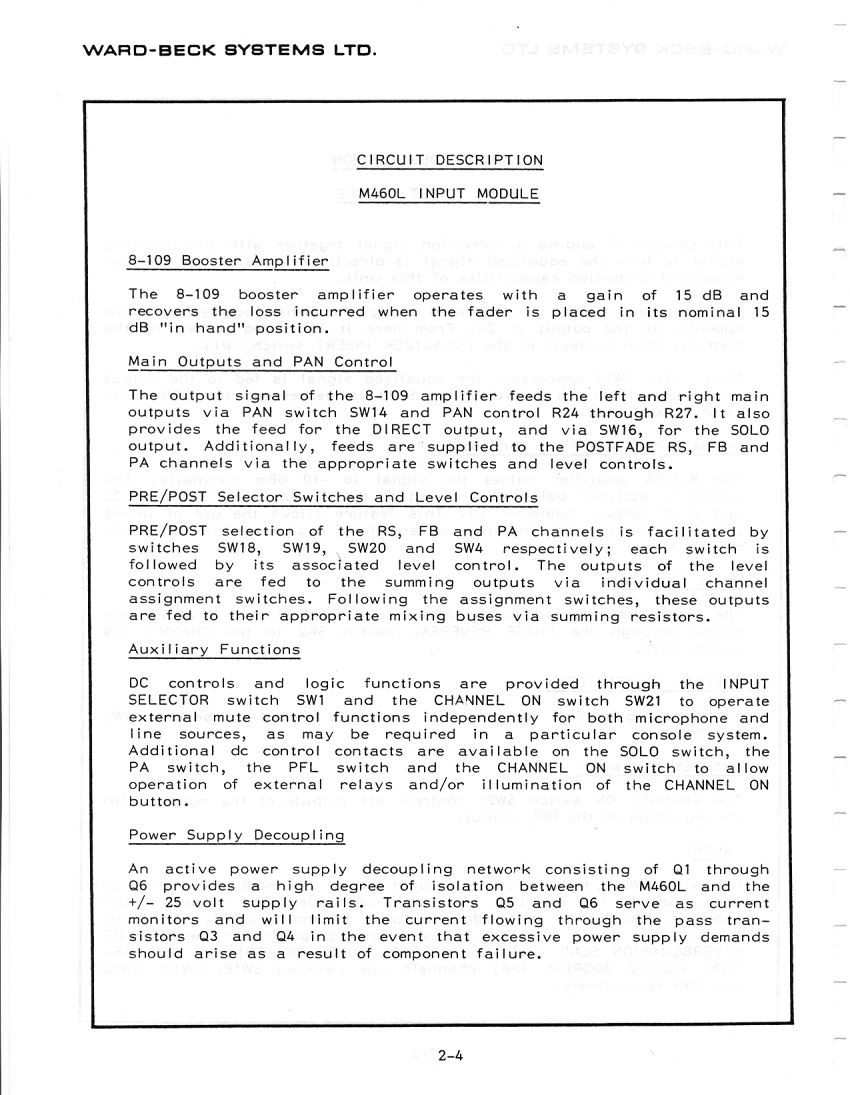 WARD-BECK SYSTEMS LTD.
CIRCUIT DESCRIPTION
M460L INPUT MODULE
8-109 Booster Amplifier
The 8-109 booster amplifier operates with a gain of 15 dB and
recovers the loss incurred when the fader is placed in its nominal 15
dB "in hand" position.
Main Outputs and PAN Control
The output signal of the 8-109 amplifier feeds the left and right main
outputs via PAN switch SW14 and PAN control R24 through R27. It also
provides the feed for the DIRECT output, and via SW16, for the SOLO
output. Additionally, feeds are supplied to the POSTFADE RS, FB and
PA channels via the appropriate switches and level controls.
PRE/POST Selector Switches and Level Controls
PRE/POST selection of the RS, FB and PA channels is facilitated by
switches SW18, SW19, SW20 and SW4 respectively; each switch is
followed by its associated level control. The outputs of the level
controls are fed to the summing outputs via individual channel
assignment switches. Following the assignment switches, these outputs
are fed to their appropriate mixing buses via summing resistors.
Auxiliary Functions
DC controls and logic functions are provided through the INPUT
SELECTOR switch SW1 and the CHANNEL ON switch SW21 to operate
external mute control functions independently for both microphone and
line sources, as may be required in a particular console system.
Additional dc control contacts are available on the SOLO switch, the
PA switch, the PFL switch and the CHANNEL ON switch to allow
operation of external relays and/or illumination of the CHANNEL ON
button.
Power Supply Decoupling
An active power supply decoupling network consisting of Q1 through
Q6 provides a high degree of isolation between the M460L and the
+/- 25 volt supply rails. Transistors Q5 and Q6 serve as current
monitors and will limit the current flowing through the pass tran-
sistors Q3 and Q4 in the event that excessive power supply demands
should arise as a result of component failure.
2-4